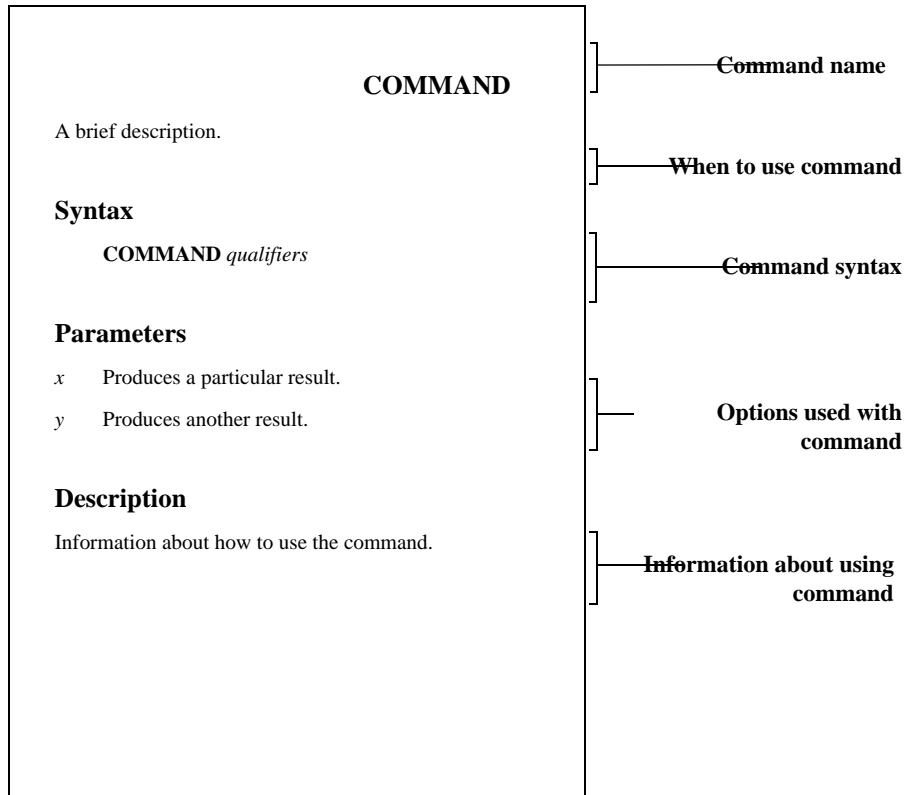 COMMAND
Command name
A brief description.
When to use command
Syntax
COMMAND qualifiers
Command syntax
Parameters
x Produces a particular result.
y Produces another result.
Options used with
command
Description
Information about how to use the command.
Information about using
command